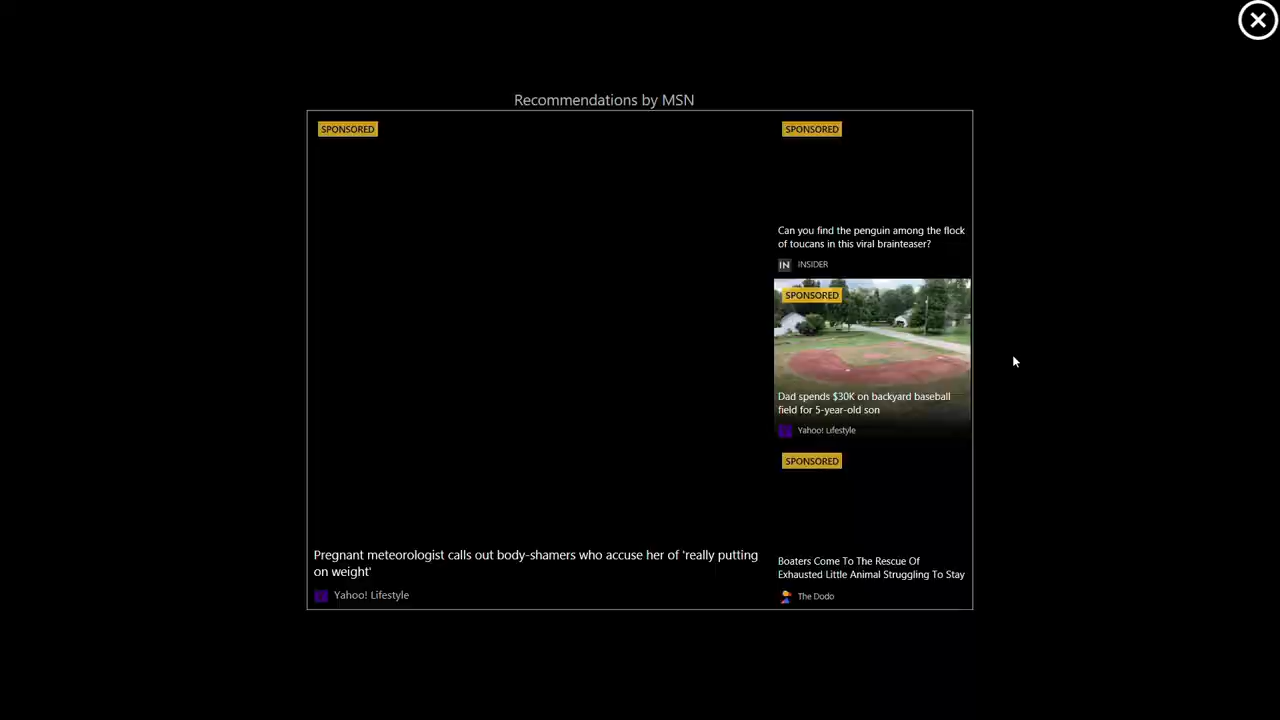 Recommendations by MSN
SPONSORED
Pregnant meteorologist calls out body-shamers who accuse her of 'really putting
on weight'
Yahoo! Lifestyle
SPONSORED
Can you find the penguin among the flock
of toucans in this viral brainteaser?
IN INSIDER
SPONSORED
Dad spends $30K on backyard baseball
field for 5-year-old son
Yahoo! Lifestyle
SPONSORED
Boaters Come To The Rescue Of
Exhausted Little Animal Struggling To Stay
The Dodo